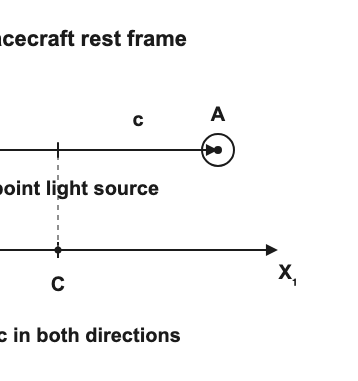 acecraft rest frame
c
A
point light source
C
X₁
c in both directions